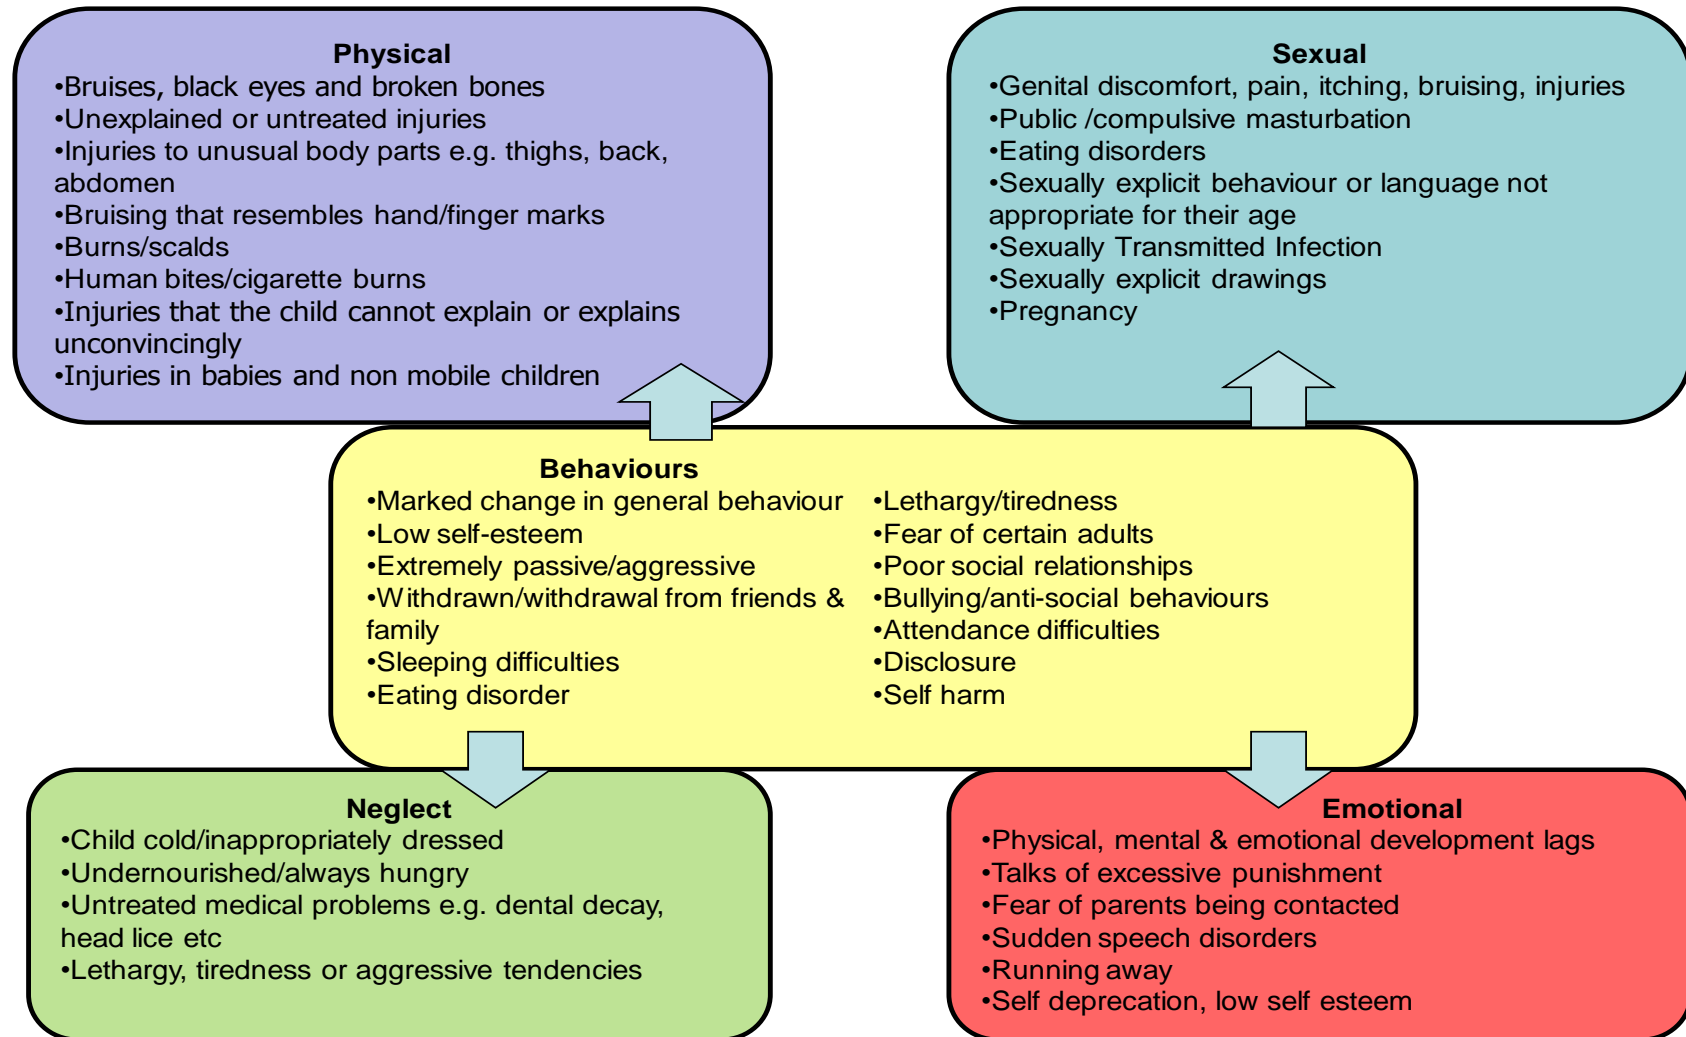 Physical
•Bruises, black eyes and broken bones
•Unexplained or untreated injuries
•Injuries to unusual body parts e.g. thighs, back,
abdomen
•Bruising that resembles hand/finger marks
•Burns/scalds
•Human bites/cigarette burns
•Injuries that the child cannot explain or explains
unconvincingly
•Injuries in babies and non mobile children
Sexual
•Genital discomfort, pain, itching, bruising, injuries
•Public /compulsive masturbation
•Eating disorders
•Sexually explicit behaviour or language not
appropriate for their age
•Sexually Transmitted Infection
•Sexually explicit drawings
•Pregnancy
Behaviours
•Marked change in general behaviour
•Low self-esteem
•Extremely passive/aggressive
•Withdrawn/withdrawal from friends &
family
•Sleeping difficulties
•Eating disorder
•Lethargy/tiredness
•Fear of certain adults
•Poor social relationships
•Bullying/anti-social behaviours
•Attendance difficulties
•Disclosure
•Self harm
Neglect
•Child cold/inappropriately dressed
•Undernourished/always hungry
•Untreated medical problems e.g. dental decay,
head lice etc
•Lethargy, tiredness or aggressive tendencies
Emotional
•Physical, mental & emotional development lags
•Talks of excessive punishment
•Fear of parents being contacted
•Sudden speech disorders
•Running away
•Self deprecation, low self esteem